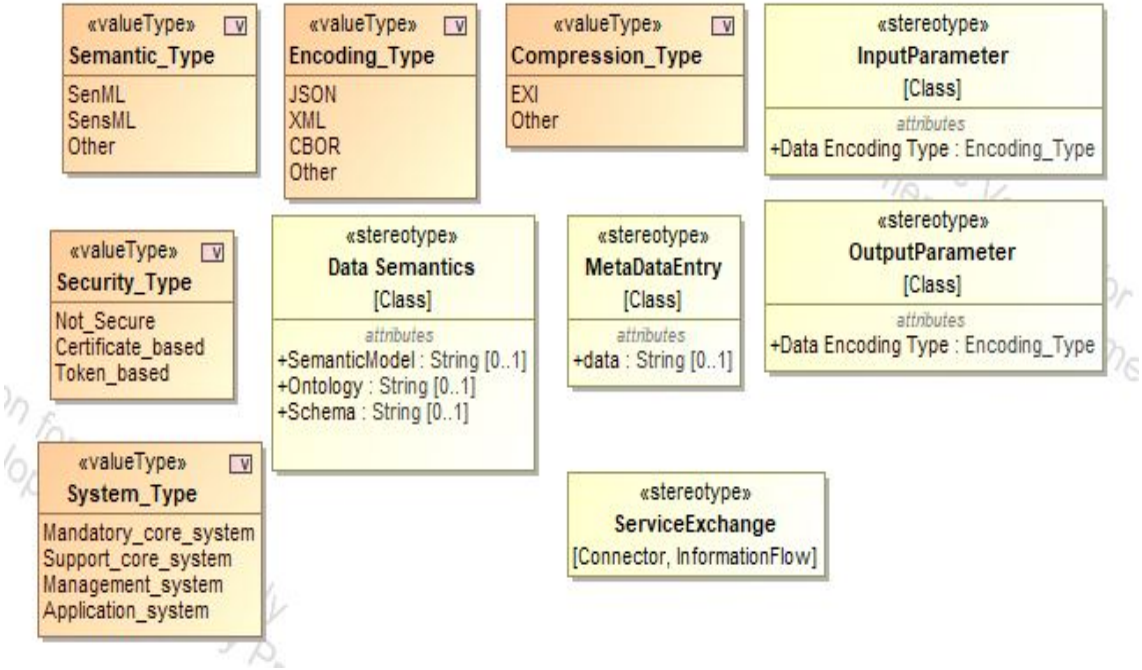 «valueType»
V
Semantic_Type
SenML
SensML
Other
«valueType»
V
Encoding_Type
JSON
XML
CBOR
Other
«valueType»
V
Compression_Type
EXI
Other
«stereotype»
InputParameter
[Class]
attributes
+Data Encoding Type : Encoding_Type
«valueType»
V
Security_Type
Not_Secure
Certificate_based
Token_based
«stereotype»
Data Semantics
[Class]
attributes
+SemanticModel : String [0..1]
+Ontology : String [0..1]
+Schema : String [0..1]
«stereotype»
MetaDataEntry
[Class]
attributes
+data : String [0..1]
«stereotype»
OutputParameter
[Class]
attributes
+Data Encoding Type : Encoding_Type
«valueType»
V
System_Type
Mandatory_core_system
Support_core_system
Management_system
Application_system
«stereotype»
ServiceExchange
[Connector, InformationFlow]